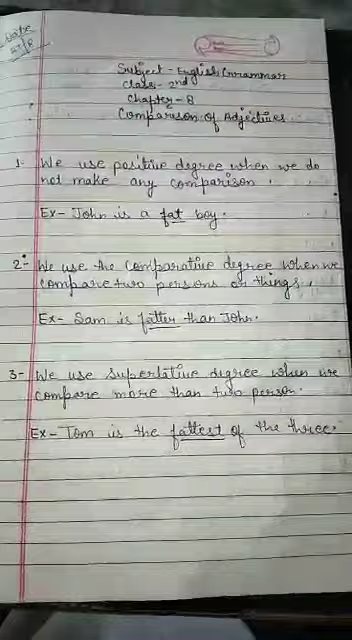 Date
Subject - English Grammar
Class - 2nd
Chapter - 8
Comparison of Adjectives
1- We use positive degree when we do
not make any comparison.
Ex- John is a fat boy.
2:- We use the comparative degree when we
compare two persons or things.
Ex- Sam is fatter than John.
3- We use superlative degree when we
compare more than two person.
Ex- Tom is the fattest of the three.